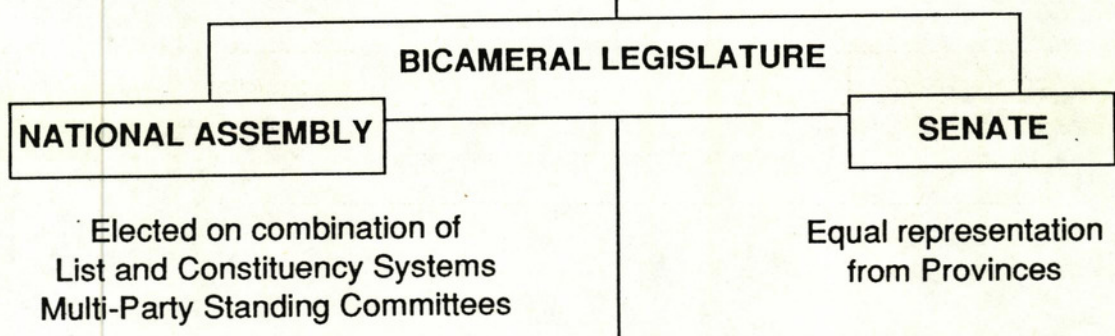 BICAMERAL LEGISLATURE
NATIONAL ASSEMBLY
Elected on combination of
List and Constituency Systems
Multi-Party Standing Committees
SENATE
Equal representation
from Provinces